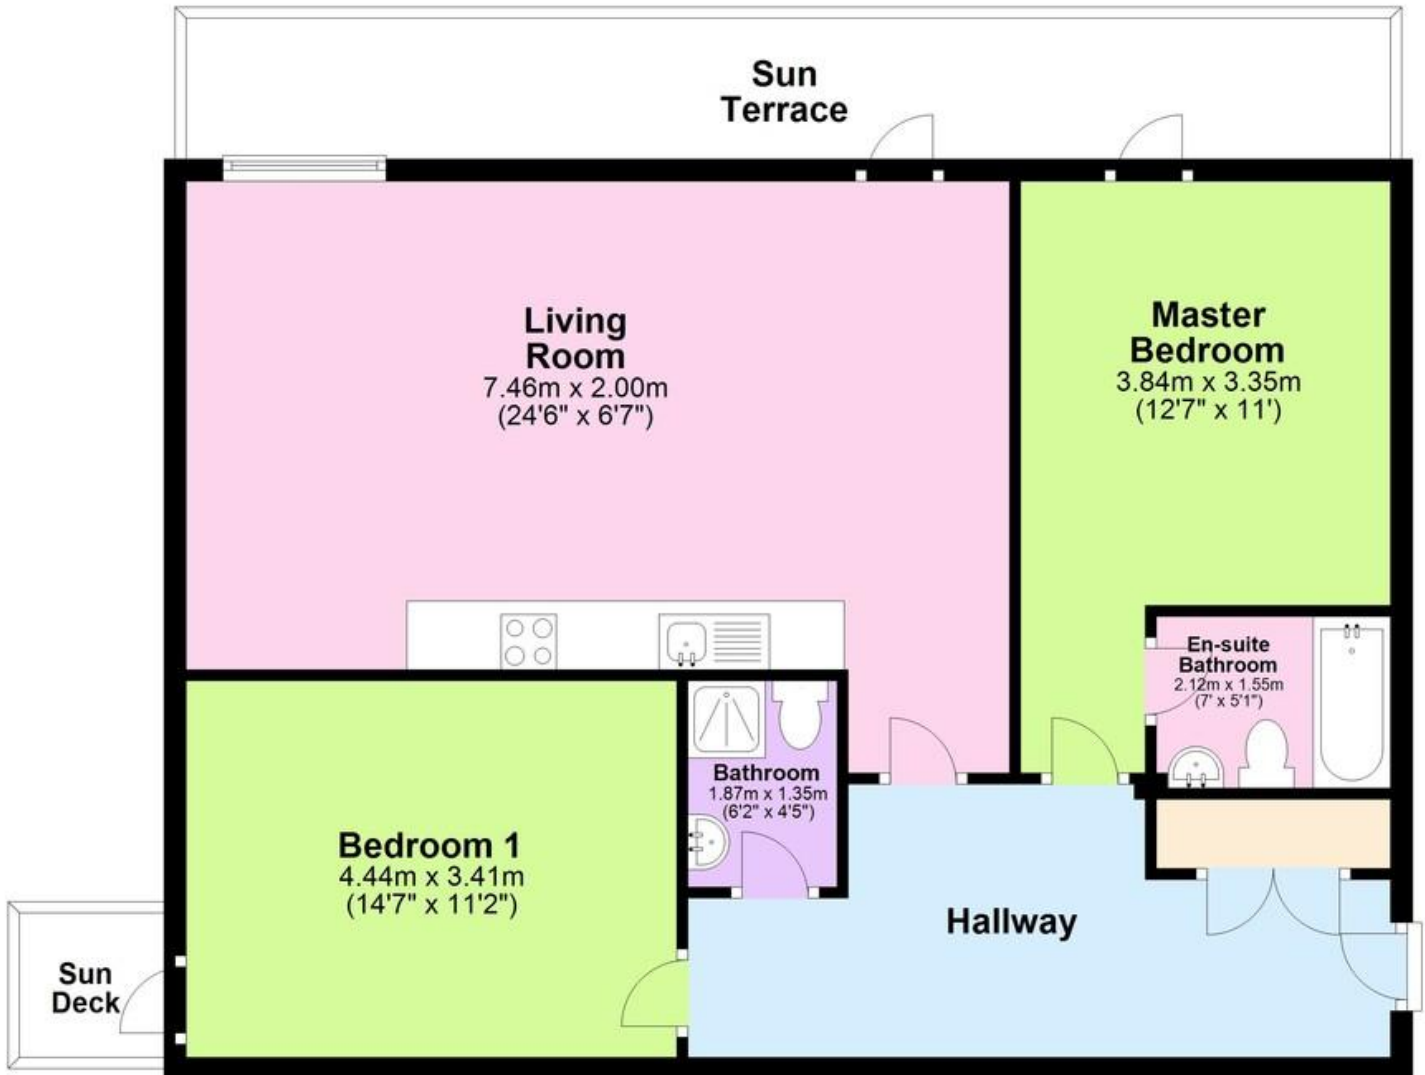 Sun
Terrace
Living
Room
7.46m x 2.00m
(24'6" x 6'7")
Master
Bedroom
3.84m x 3.35m
(12'7" x 11')
En-suite
Bathroom
2.12m x 1.55m
(7' x 5'1")
Bathroom
1.87m x 1.35m
(6'2" x 4'5")
Bedroom 1
4.44m x 3.41m
(14'7" x 11'2")
Hallway
Sun
Deck